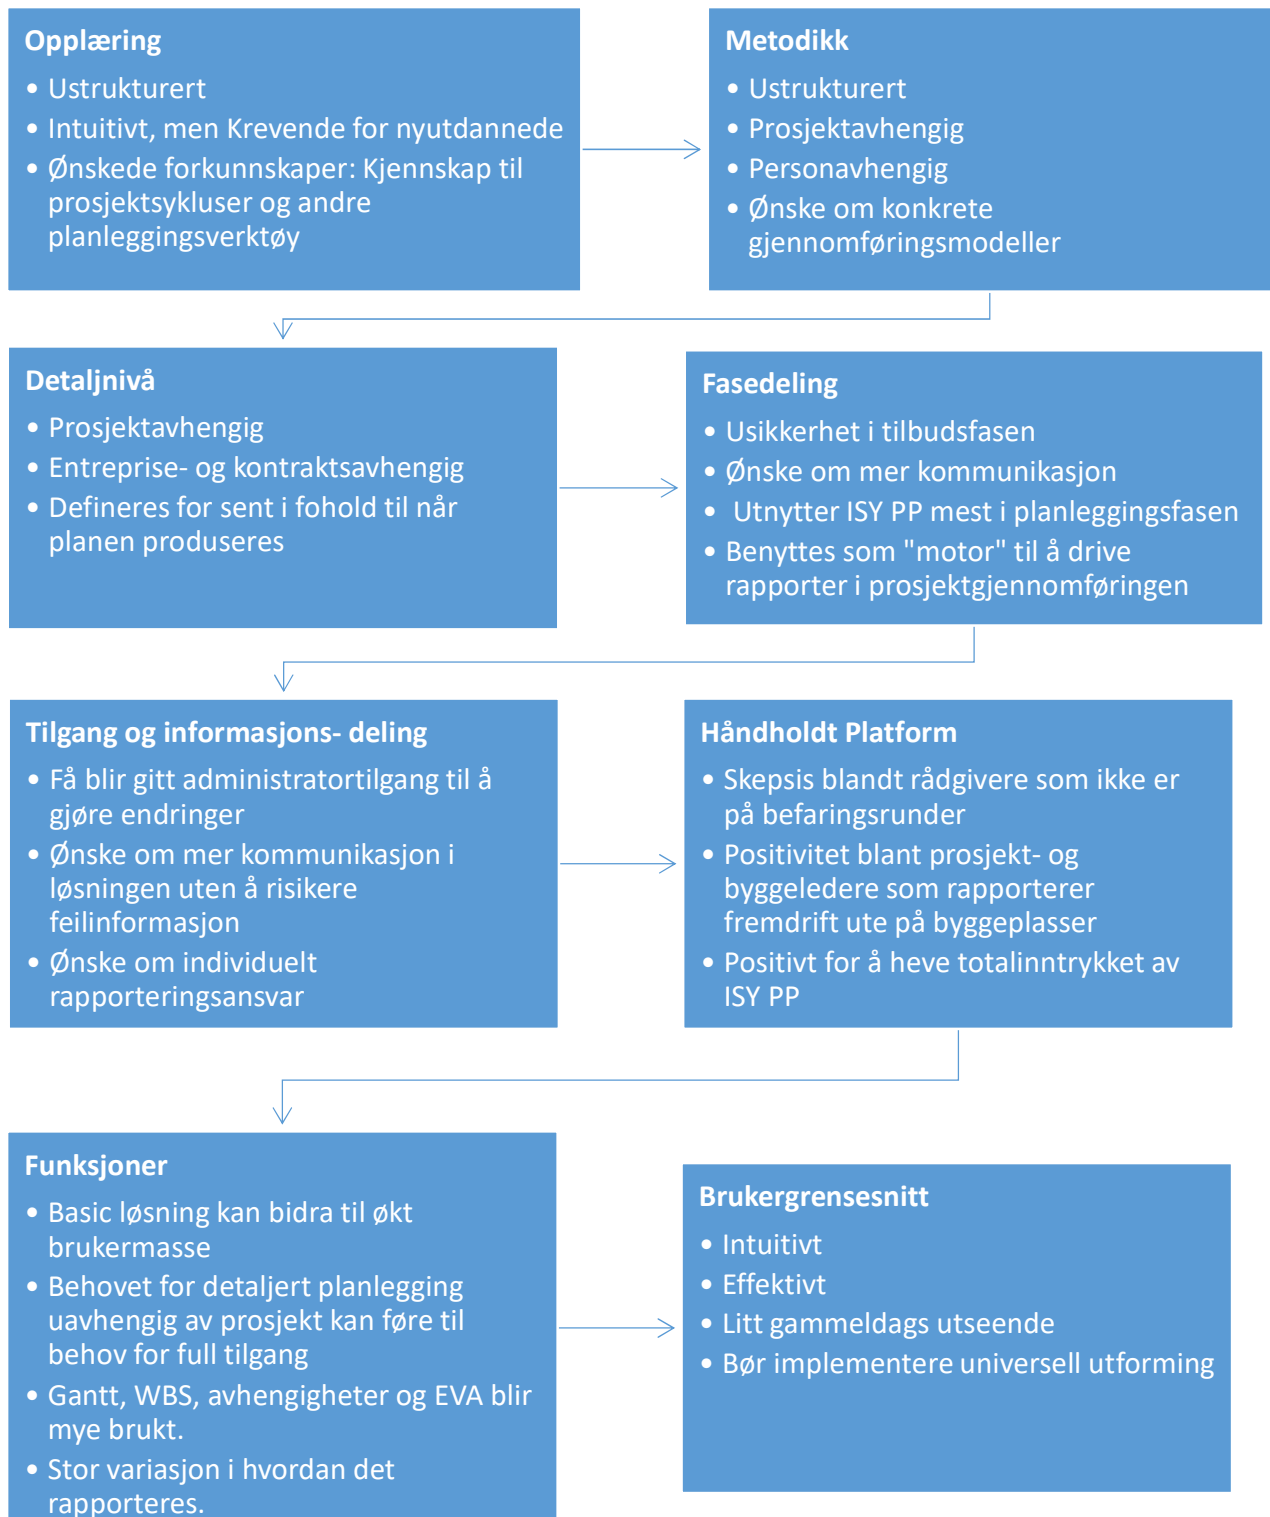 Opplæring
• Ustrukturert
• Intuitivt, men Krevende for nyutdannede
• Ønskede forkunnskaper: Kjennskap til
prosjektsykluser og andre
planleggingsverktøy
Metodikk
• Ustrukturert
• Prosjektavhengig
• Personavhengig
• Ønske om konkrete
gjennomføringsmodeller
Detaljnivå
• Prosjektavhengig
• Entreprise- og kontraktsavhengig
• Defineres for sent i fohold til når
planen produseres
Fasedeling
• Usikkerhet i tilbudsfasen
• Ønske om mer kommunikasjon
• Utnytter ISY PP mest i planleggingsfasen
• Benyttes som "motor" til å drive
rapporter i prosjektgjennomføringen
Tilgang og informasjons- deling
• Få blir gitt administratortilgang til å
gjøre endringer
• Ønske om mer kommunikasjon i
løsningen uten å risikere
feilinformasjon
• Ønske om individuelt
rapporteringsansvar
Håndholdt Platform
• Skepsis blandt rådgivere som ikke er
på befaringsrunder
• Positivitet blant prosjekt- og
byggeledere som rapporterer
fremdrift ute på byggeplasser
• Positivt for å heve totalinntrykket av
ISY PP
Funksjoner
• Basic løsning kan bidra til økt
brukermasse
• Behovet for detaljert planlegging
uavhengig av prosjekt kan føre til
behov for full tilgang
• Gantt, WBS, avhengigheter og EVA blir
mye brukt.
• Stor variasjon i hvordan det
rapporteres.
Brukergrensesnitt
• Intuitivt
• Effektivt
• Litt gammeldags utseende
• Bør implementere universell utforming